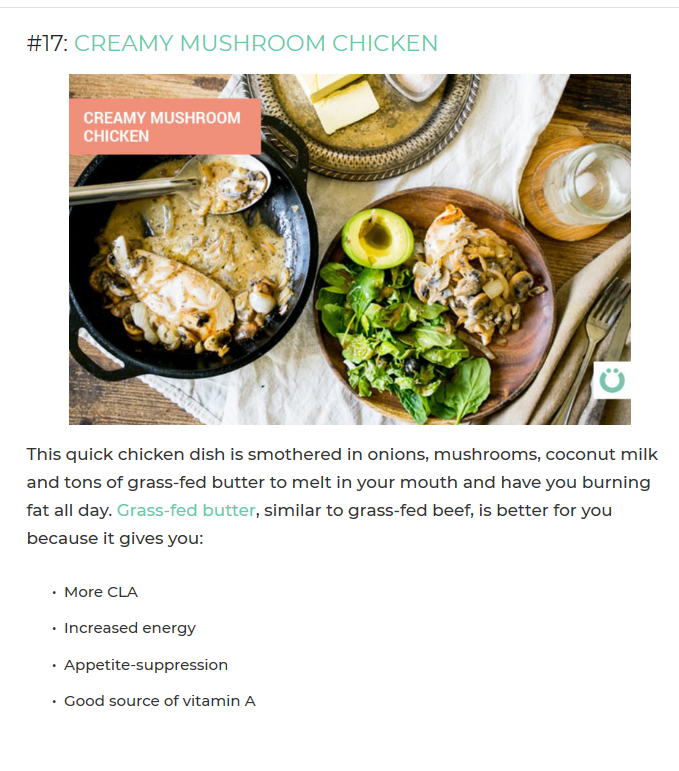 #17: CREAMY MUSHROOM CHICKEN
CREAMY MUSHROOM
CHICKEN
This quick chicken dish is smothered in onions, mushrooms, coconut milk
and tons of grass-fed butter to melt in your mouth and have you burning
fat all day. Grass-fed butter, similar to grass-fed beef, is better for you
because it gives you:
• More CLA
• Increased energy
• Appetite-suppression
• Good source of vitamin A